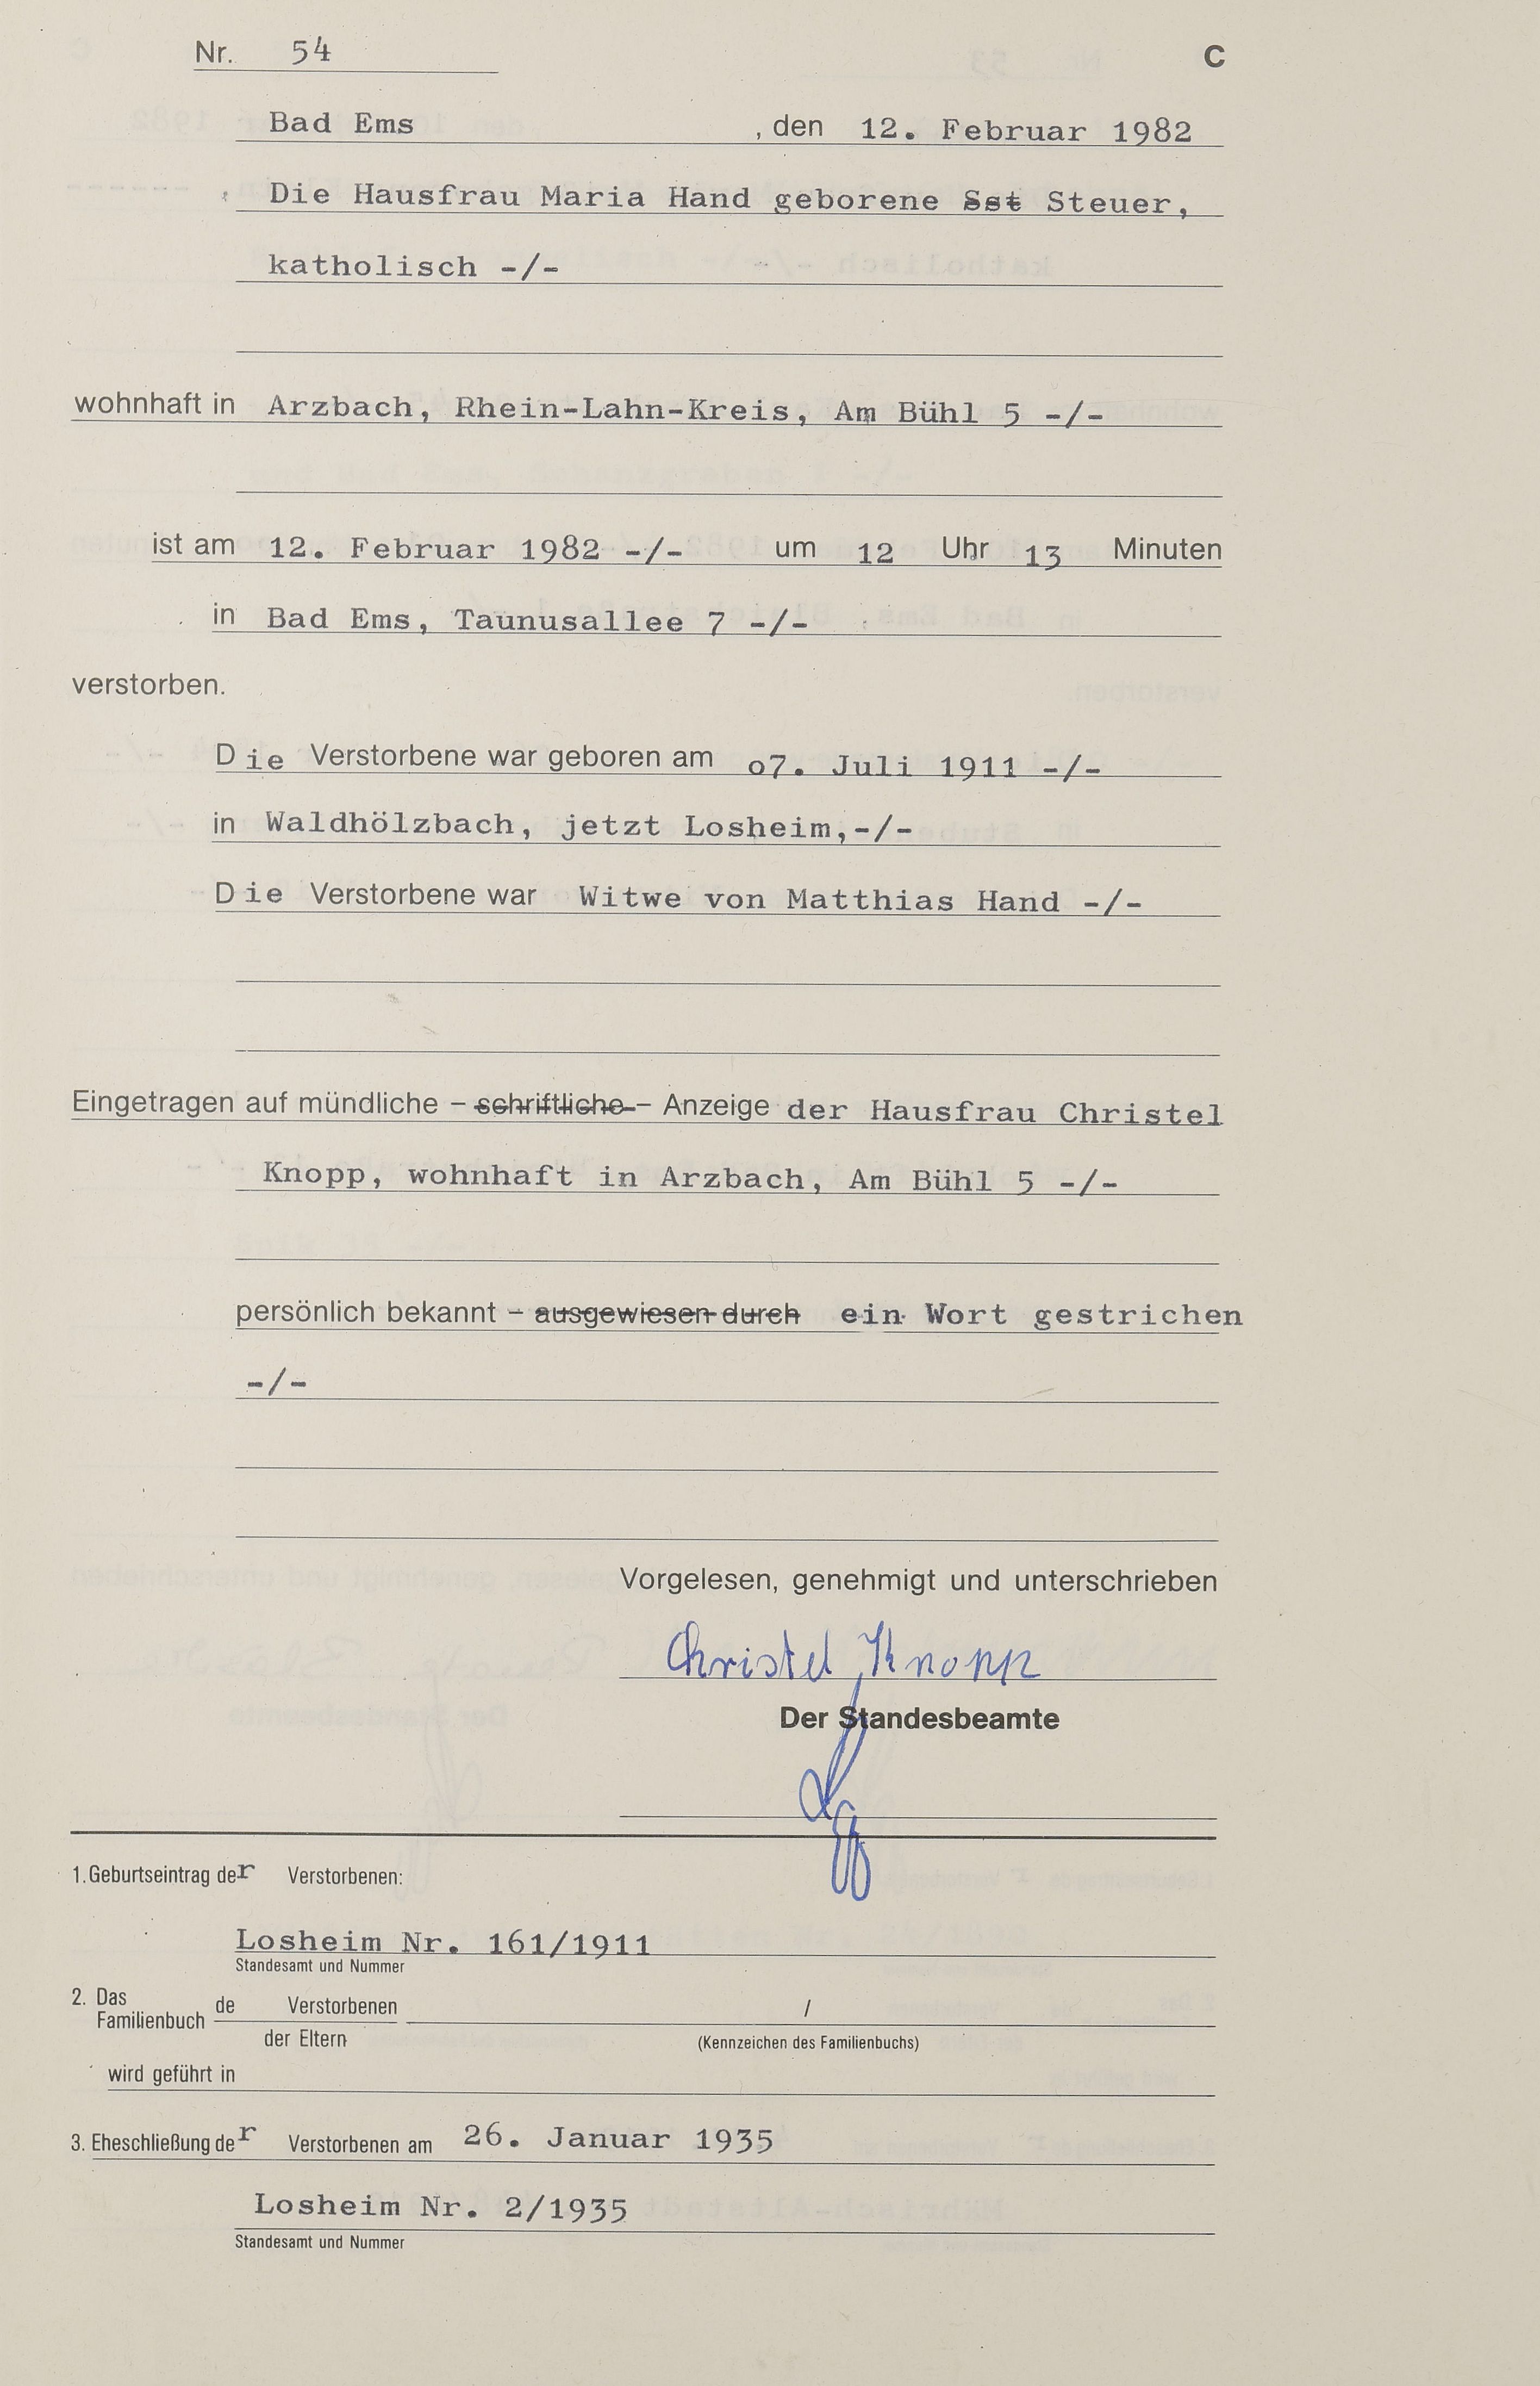 Nr. 54 C
Bad Ems , den 12. Februar 1982
Die Hausfrau Maria Hand geborene Sst Steuer,
katholisch -/-
wohnhaft in Arzbach, Rhein-Lahn-Kreis, Am Bühl 5 -/-
ist am 12. Februar 1982 -/- um 12 Uhr 13 Minuten
in Bad Ems, Taunusallee 7 -/-
verstorben.
Die Verstorbene war geboren am o7. Juli 1911 -/-
in Waldhölzbach, jetzt Losheim,-/-
Die Verstorbene war Witwe von Matthias Hand -/-
Eingetragen auf mündliche – schriftliche – Anzeige der Hausfrau Christel
Knopp, wohnhaft in Arzbach, Am Bühl 5 -/-
persönlich bekannt – ausgewiesen durch ein Wort gestrichen
-/-
Vorgelesen, genehmigt und unterschrieben
Christel Knopp
Der Standesbeamte
1. Geburtseintrag der Verstorbenen:
Losheim Nr. 161/1911
Standesamt und Nummer
2. Das Familienbuch de Verstorbenen /
der Eltern (Kennzeichen des Familienbuchs)
wird geführt in
3. Eheschließung der Verstorbenen am 26. Januar 1935
Losheim Nr. 2/1935
Standesamt und Nummer